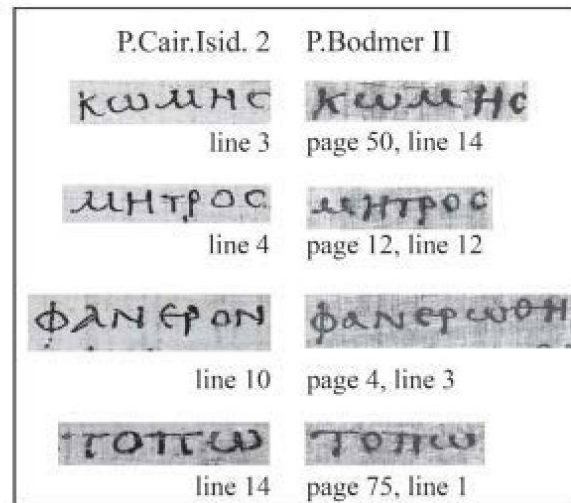 P.Cair.Isid. 2 P.Bodmer II
κωμης κωμης
line 3 page 50, line 14
μητρος μητρος
line 4 page 12, line 12
φανερον φανερωθη
line 10 page 4, line 3
τοπω τοπω
line 14 page 75, line 1